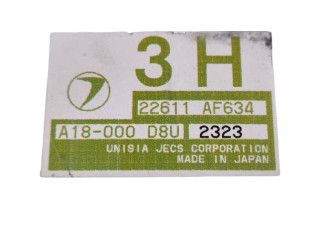 3 H
22611 AF634
A18-000 D8U 2323
UNISIA JECS CORPORATION
MADE IN JAPAN